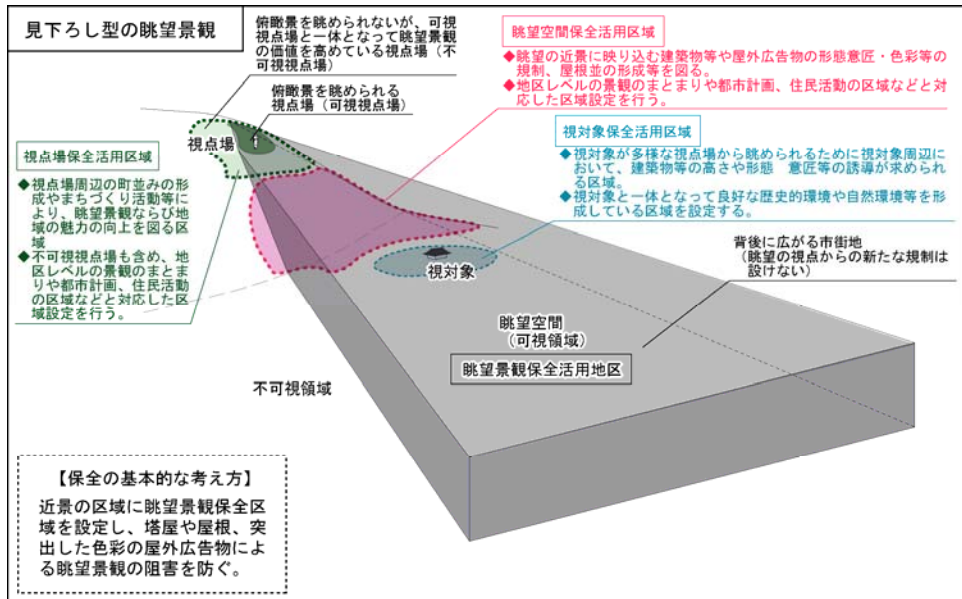 見下ろし型の眺望景観
俯瞰景を眺められないが、可視
視点場と一体となって眺望景観
の価値を高めている視点場（不
可視視点場）
俯瞰景を眺められる
視点場（可視視点場）
視点場
眺望空間保全活用区域
◆眺望の近景に映り込む建築物等や屋外広告物の形態意匠・色彩等の
規制、屋根並の形成等を図る。
◆地区レベルの景観のまとまりや都市計画、住民活動の区域などと対
応した区域設定を行う。
視対象保全活用区域
◆視対象が多様な視点場から眺められるために視対象周辺にお
いて、建築物等の高さや形態　意匠等の誘導が求められ
る区域。
◆視対象と一体となって良好な歴史的環境や自然環境等を形
成している区域を設定する。
視点場保全活用区域
◆視点場周辺の町並みの形
成やまちづくり活動等に
より、眺望景観ならび地
域の魅力の向上を図る区
域
◆不可視視点場も含め、地
区レベルの景観のまとま
りや都市計画、住民活動
の区域などと対応した区
域設定を行う。
背後に広がる市街地
（眺望の視点からの新たな規制は
設けない）
視対象
眺望空間
（可視領域）
眺望景観保全活用地区
不可視領域
【保全の基本的な考え方】
近景の区域に眺望景観保全区
域を設定し、塔屋や屋根、突
出した色彩の屋外広告物によ
る眺望景観の阻害を防ぐ。